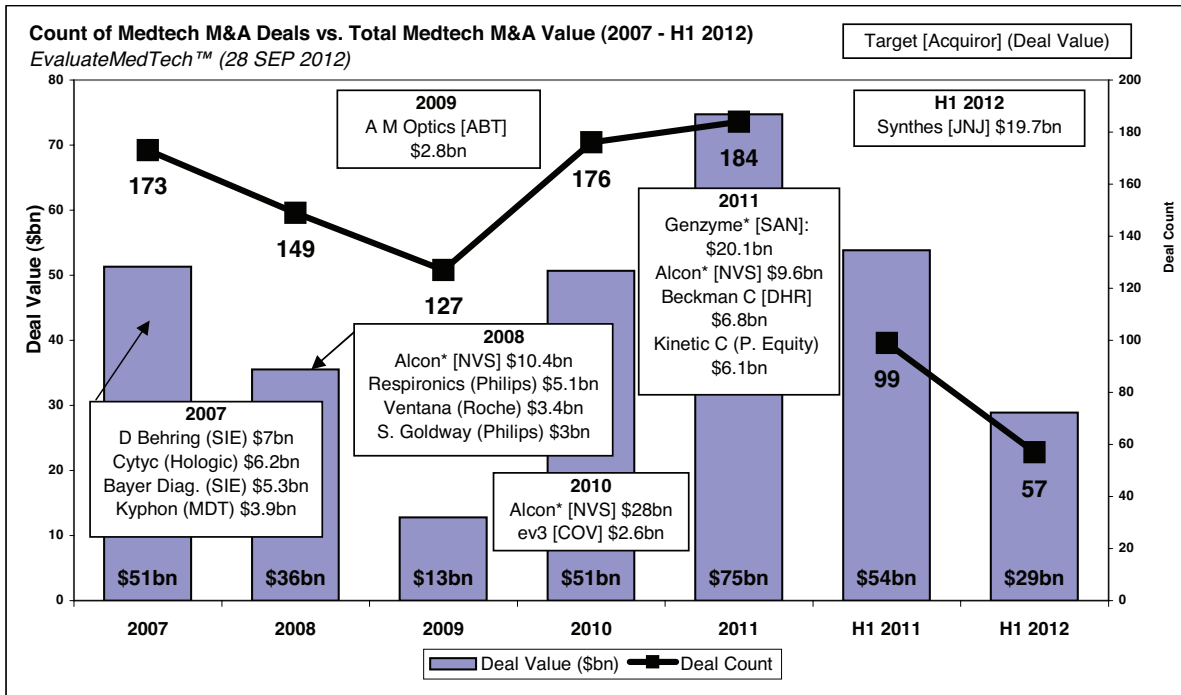 Count of Medtech M&A Deals vs. Total Medtech M&A Value (2007 - H1 2012)
EvaluateMedTech™ (28 SEP 2012)
Target [Acquiror] (Deal Value)
Deal Value ($bn)
80
70
60
50
40
30
20
10
0
2009
A M Optics [ABT]
$2.8bn
H1 2012
Synthes [JNJ] $19.7bn
173
149
127
176
184
99
57
2011
Genzyme* [SAN]:
$20.1bn
Alcon* [NVS] $9.6bn
Beckman C [DHR]
$6.8bn
Kinetic C (P. Equity)
$6.1bn
2008
Alcon* [NVS] $10.4bn
Respironics (Philips) $5.1bn
Ventana (Roche) $3.4bn
S. Goldway (Philips) $3bn
2007
D Behring (SIE) $7bn
Cytyc (Hologic) $6.2bn
Bayer Diag. (SIE) $5.3bn
Kyphon (MDT) $3.9bn
2010
Alcon* [NVS] $28bn
ev3 [COV] $2.6bn
$51bn
$36bn
$13bn
$51bn
$75bn
$54bn
$29bn
200
180
160
140
120
100
80
60
40
20
0
Deal Count
2007
2008
2009
2010
2011
H1 2011
H1 2012
Deal Value ($bn)
Deal Count